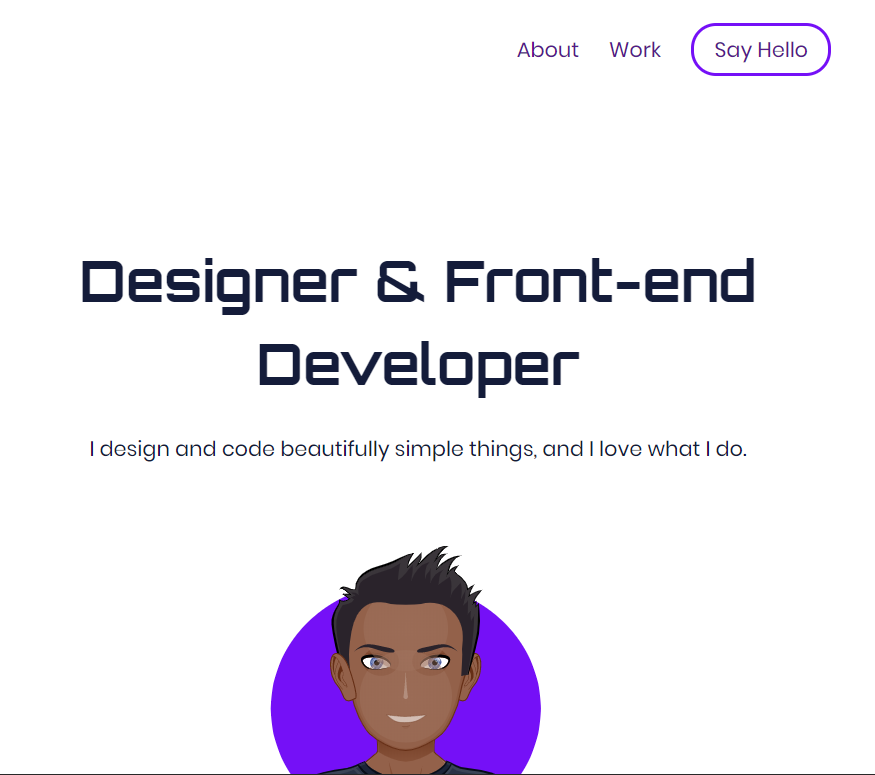 About Work Say Hello
Designer & Front-end
Developer
I design and code beautifully simple things, and I love what I do.